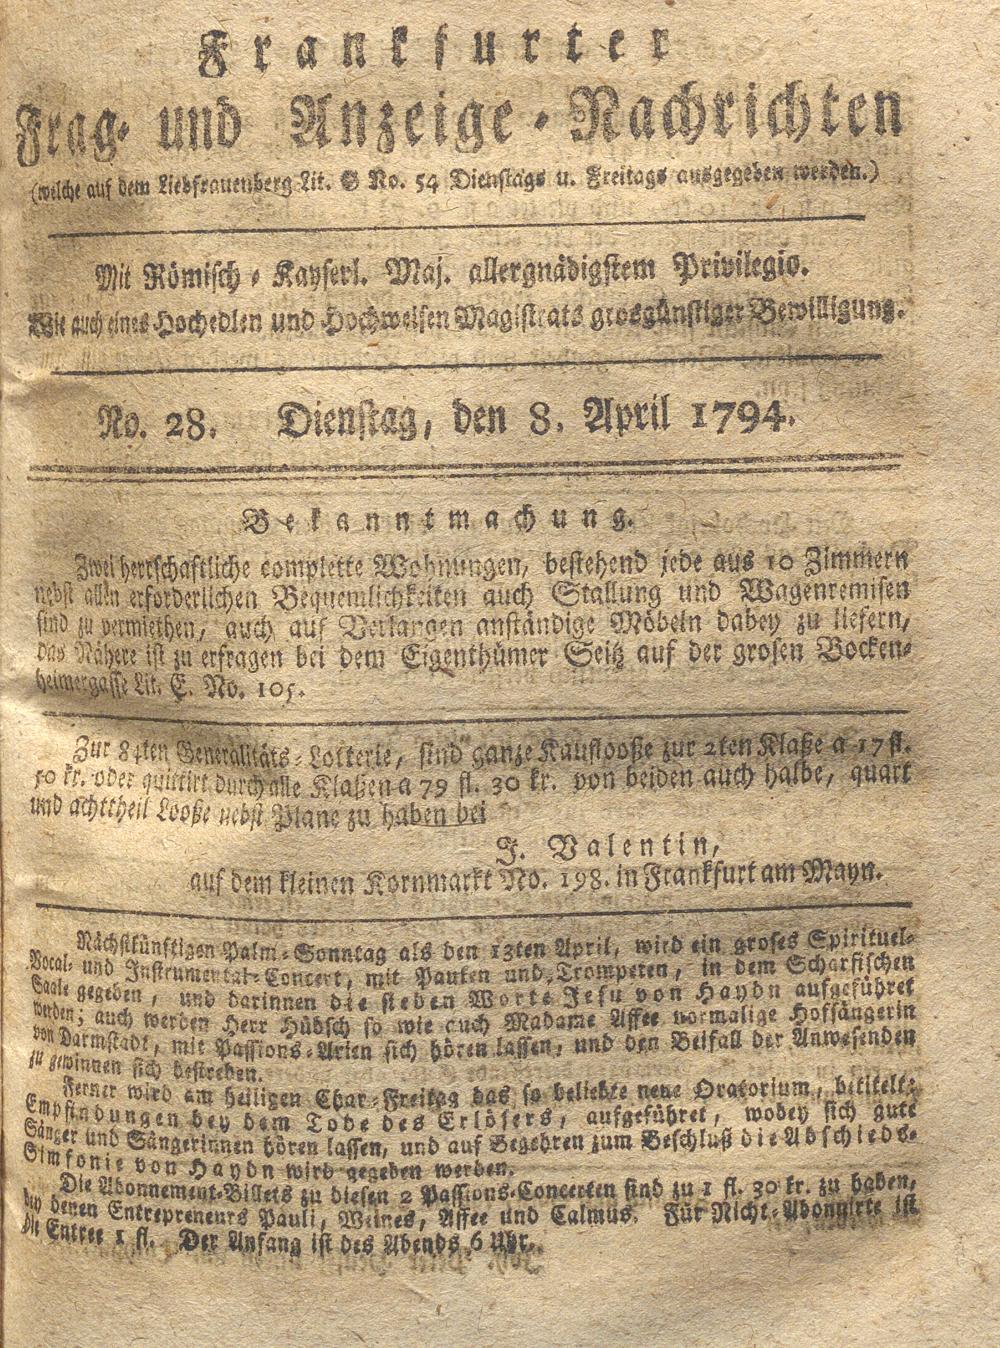 Frankfurter
Frag- und Anzeige-Nachrichten
(welche auf dem Liebfrauenberg Lit. G No. 54 Dienstags u. Freitags ausgegeben werden.)
Mit Römisch-Kayserl. Maj. allergnädigstem Privilegio.
Wie auch eines Hochedlen und Hochweisen Magistrats grosgünstiger Bewilligung.
No. 28. Dienstag, den 8. April 1794.
Bekanntmachung.
Zwei herrschaftliche complette Wohnungen, bestehend jede aus 10 Zimmern
nebst allen erforderlichen Bequemlichkeiten auch Stallung und Wagenremisen
sind zu vermiethen, auch auf Verlangen anständige Möbeln dabey zu liefern,
das Nähere ist zu erfragen bei dem Eigenthümer Seitz auf der grosen Bocken-
heimergasse Lit. E. No. 105.
Zur 84ten Generalitäts-Lotterie, sind ganze Kauflooße zur 2ten Klaße a 17 fl.
50 kr. oder quittirt durch alle Klaßen a 79 fl. 30 kr. von beiden auch halbe, quart
und achttheil Looße nebst Plane zu haben bei
J. Valentin,
auf dem kleinen Kornmarkt No. 198. in Frankfurt am Mayn.
Nächstkünftigen Palm-Sonntag als den 13ten April, wird ein groses Spirituel-
Vocal- und Instrumental-Concert, mit Pauken und Trompeten, in dem Scharfischen
Saale gegeben, und darinnen die sieben Worte Jesu von Haydn aufgeführet
werden; auch werden Herr Hübsch so wie auch Madame Affee vormalige Hofsängerin
von Darmstadt, mit Passions-Arien sich hören lassen, und den Beifall der Anwesenden
zu gewinnen sich bestreben.
Ferner wird am heiligen Char-Freitag das so beliebte neue Oratorium, betitelt:
Empfindungen bey dem Tode des Erlösers, aufgeführet, wobey sich gute
Sänger und Sängerinnen hören lassen, und auf Begehren zum Beschluß die Abschieds-
Simfonie von Haydn wird gegeben werden.
Die Abonnement-Billets zu diesen 2 Passions-Concerten sind zu 1 fl. 30 kr. zu haben,
bey denen Entrepreneurs Pauli, Weines, Affee und Calmus. Für Nicht-Abonnirte ist
die Entree 1 fl. Der Anfang ist des Abends 6 Uhr.